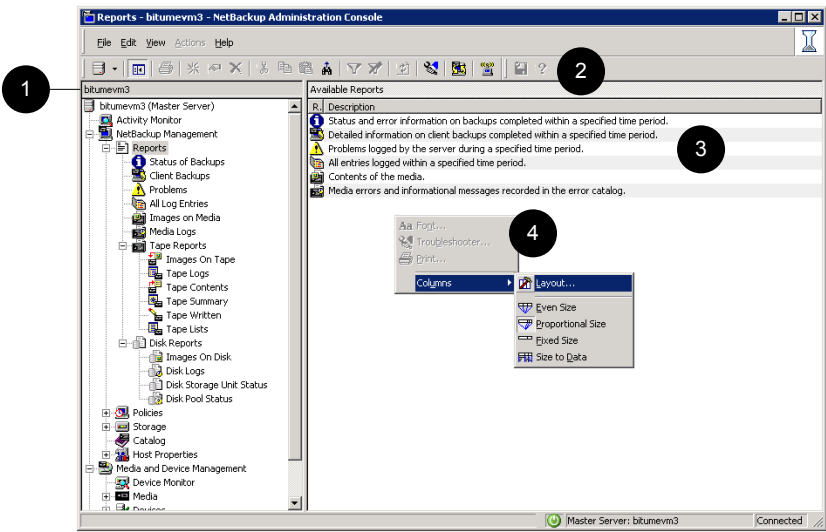 Reports - bitumevm3 - NetBackup Administration Console
File Edit View Actions Help
1
2
bitumevm3
Available Reports
bitumevm3 (Master Server)
Activity Monitor
NetBackup Management
Reports
Status of Backups
Client Backups
Problems
All Log Entries
Images on Media
Media Logs
Tape Reports
Images On Tape
Tape Logs
Tape Contents
Tape Summary
Tape Written
Tape Lists
Disk Reports
Images On Disk
Disk Logs
Disk Storage Unit Status
Disk Pool Status
Policies
Storage
Catalog
Host Properties
Media and Device Management
Device Monitor
Media
Devices
R. Description
Status and error information on backups completed within a specified time period.
Detailed information on client backups completed within a specified time period.
Problems logged by the server during a specified time period.
All entries logged within a specified time period.
Contents of the media.
Media errors and informational messages recorded in the error catalog.
3
4
Font...
Troubleshooter...
Print...
Columns
Layout...
Even Size
Proportional Size
Fixed Size
Size to Data
Master Server: bitumevm3
Connected